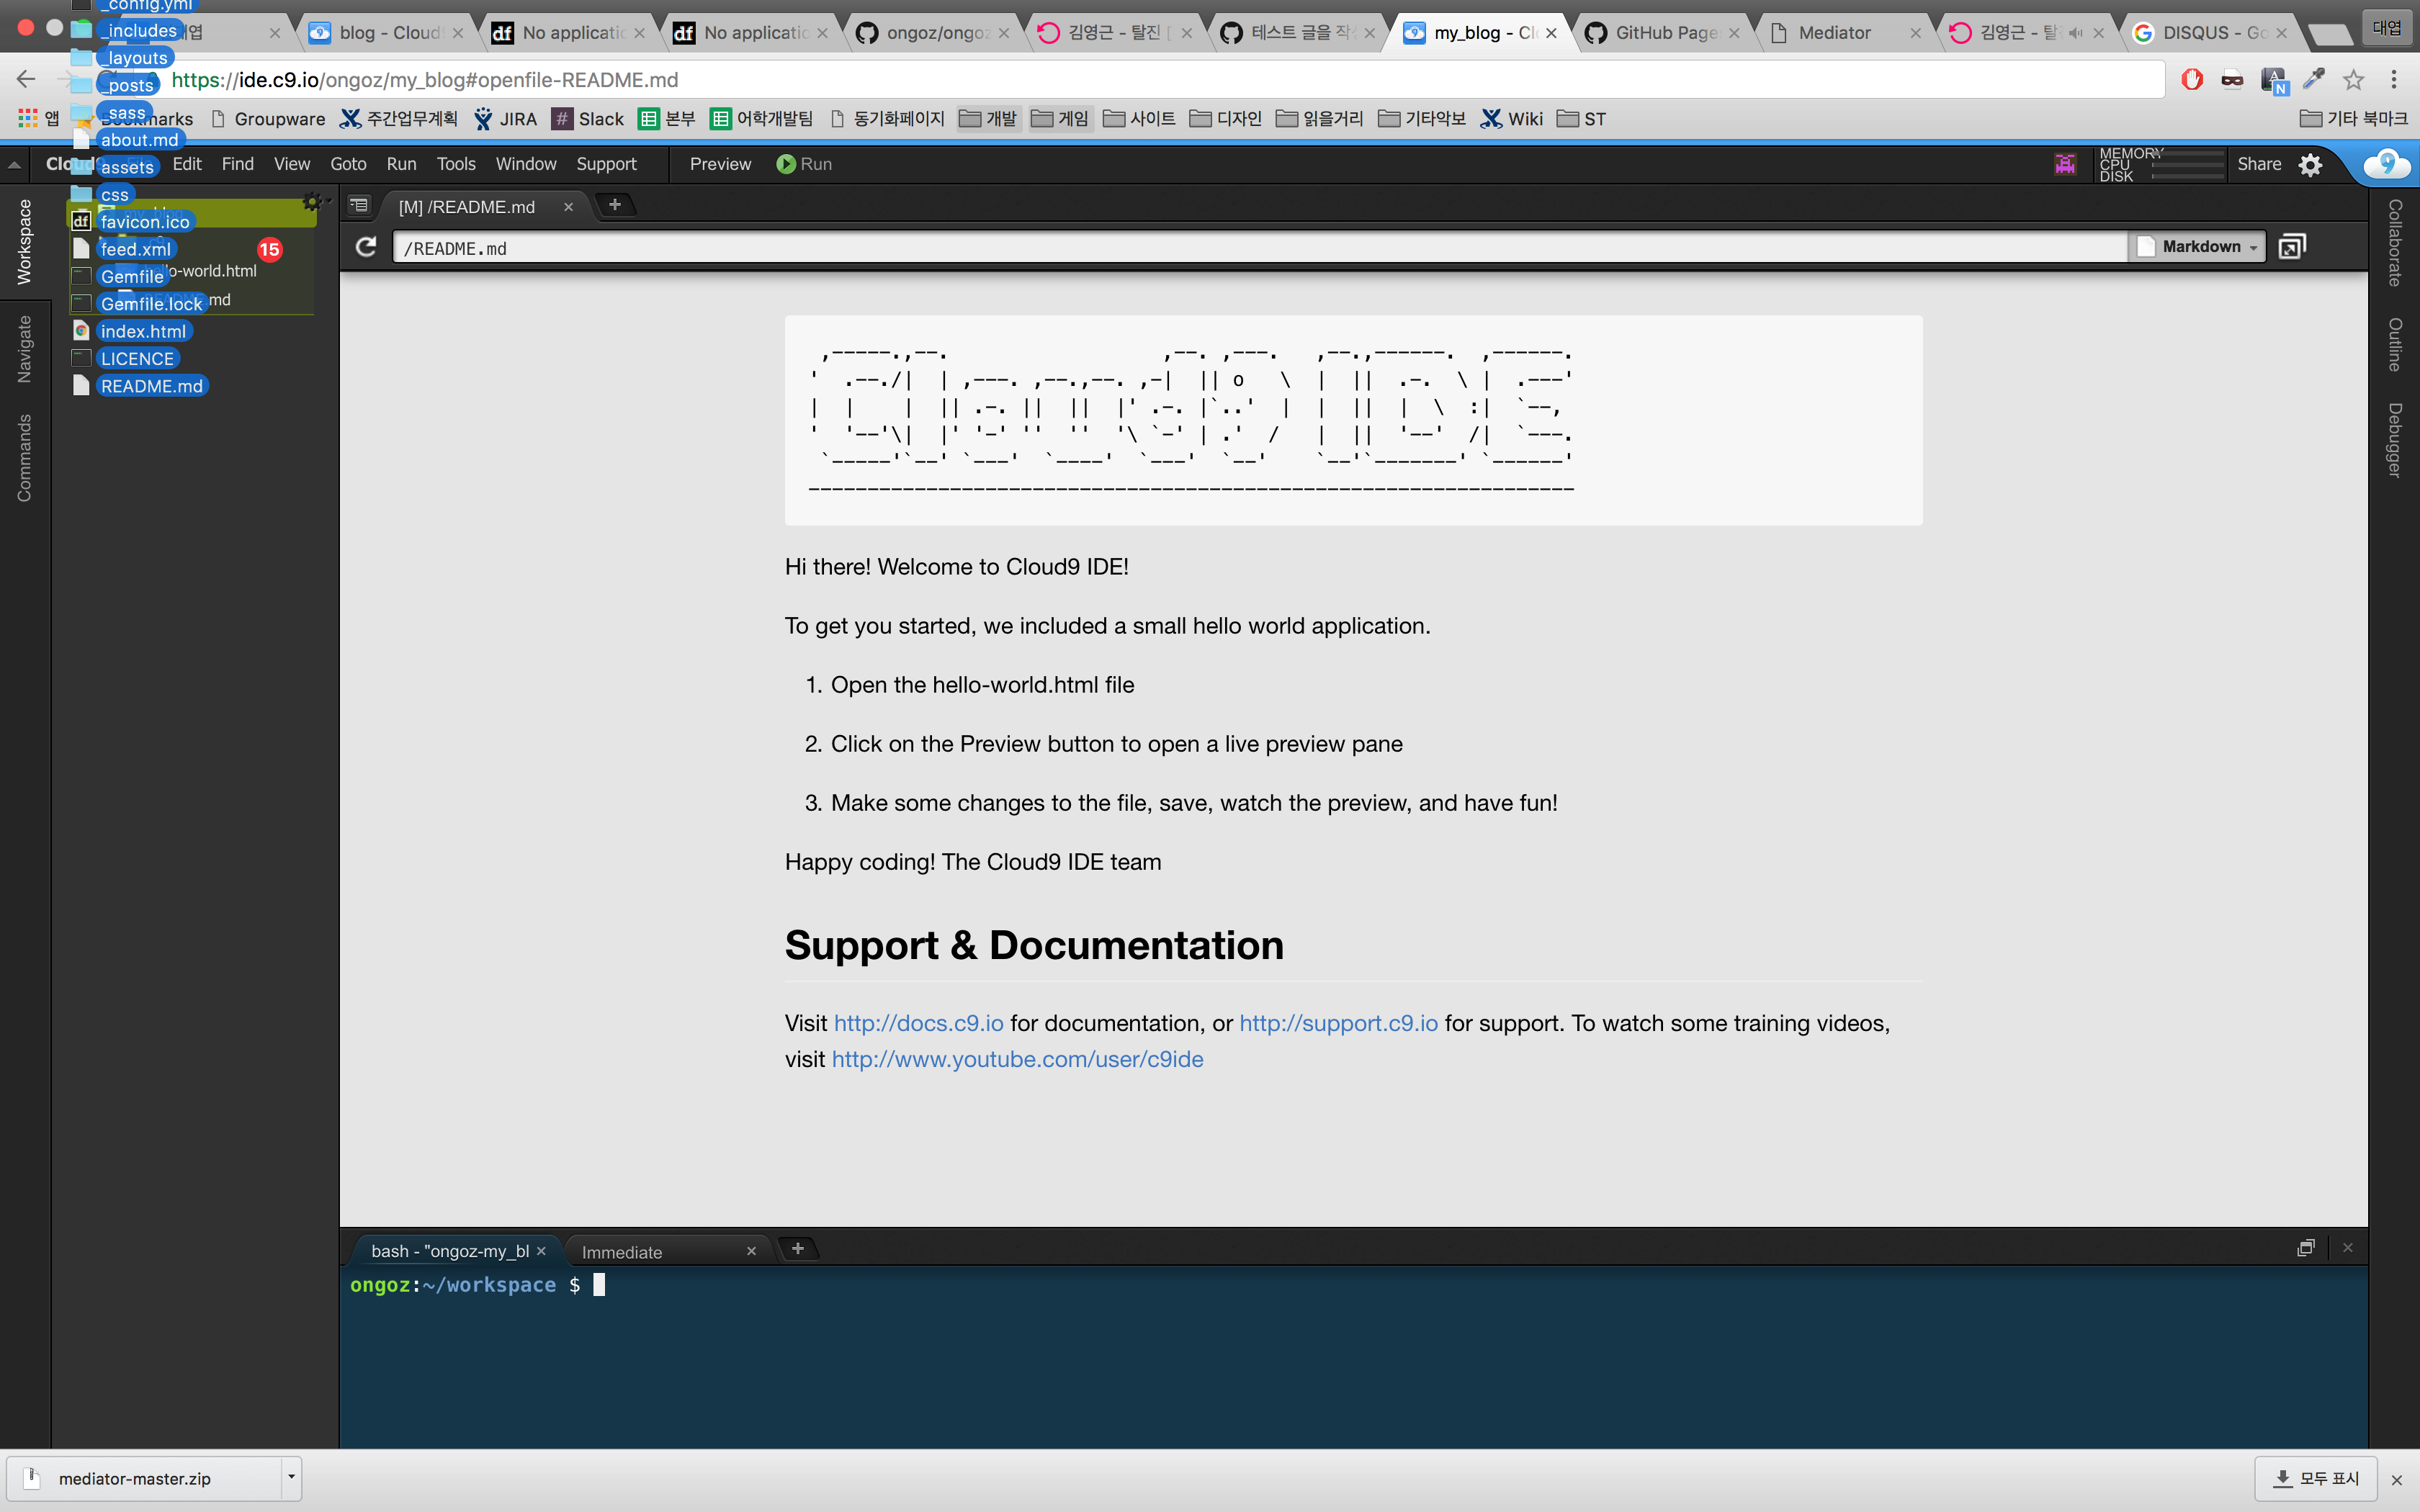 _config.yml
_includes
_layouts
_posts
_sass
about.md
assets
css
favicon.ico
feed.xml
Gemfile
Gemfile.lock
index.html
LICENCE
README.md
15
blog - Cloud
No applicatio
No applicatio
ongoz/ongoz
김영근 - 탈진
테스트 글을 작
my_blog - Cl
GitHub Page
Mediator
김영근 - 탈
DISQUS - Go
대엽
https://ide.c9.io/ongoz/my_blog#openfile-README.md
앱
Groupware
주간업무계획
JIRA
Slack
본부
어학개발팀
동기화페이지
개발
게임
사이트
디자인
읽을거리
기타악보
Wiki
ST
기타 북마크
Edit Find View Goto Run Tools Window Support Preview Run
MEMORY
CPU
DISK
Share
Workspace
Navigate
Commands
[M] /README.md
/README.md
Markdown
Collaborate
Outline
Debugger
Cloud9 IDE
Hi there! Welcome to Cloud9 IDE!
To get you started, we included a small hello world application.
1. Open the hello-world.html file
2. Click on the Preview button to open a live preview pane
3. Make some changes to the file, save, watch the preview, and have fun!
Happy coding! The Cloud9 IDE team
Support & Documentation
Visit http://docs.c9.io for documentation, or http://support.c9.io for support. To watch some training videos,
visit http://www.youtube.com/user/c9ide
bash - "ongoz-my_bl
Immediate
ongoz:~/workspace $
mediator-master.zip
모두 표시